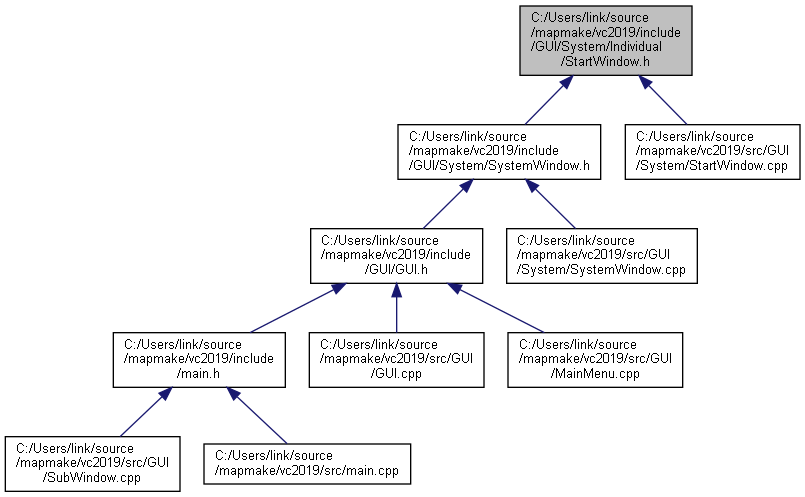 C:/Users/link/source
/mapmake/vc2019/include
/GUI/System/Individual
/StartWindow.h
C:/Users/link/source
/mapmake/vc2019/include
/GUI/System/SystemWindow.h
C:/Users/link/source
/mapmake/vc2019/src/GUI
/System/StartWindow.cpp
C:/Users/link/source
/mapmake/vc2019/include
/GUI/GUI.h
C:/Users/link/source
/mapmake/vc2019/src/GUI
/System/SystemWindow.cpp
C:/Users/link/source
/mapmake/vc2019/include
/main.h
C:/Users/link/source
/mapmake/vc2019/src/GUI
/GUI.cpp
C:/Users/link/source
/mapmake/vc2019/src/GUI
/MainMenu.cpp
C:/Users/link/source
/mapmake/vc2019/src/GUI
/SubWindow.cpp
C:/Users/link/source
/mapmake/vc2019/src/main.cpp